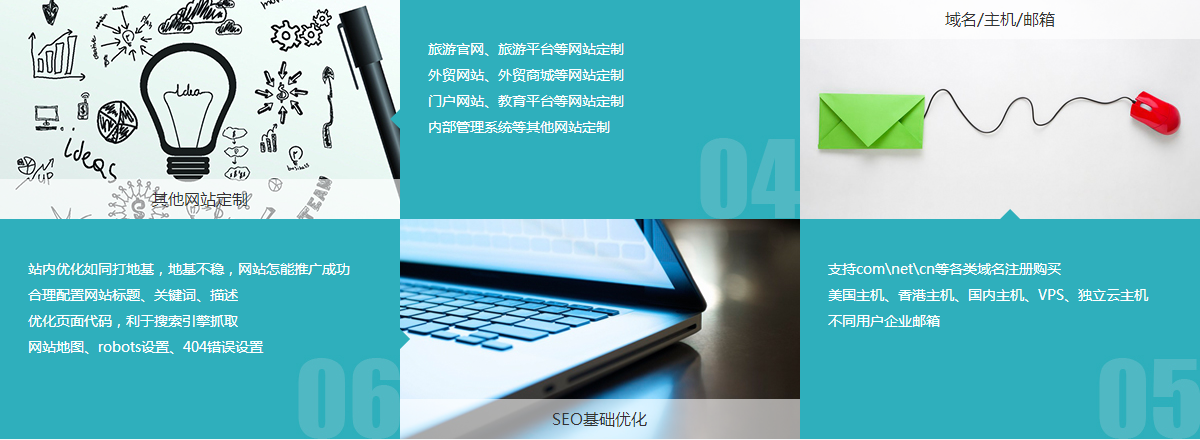 Idea
ideas
UP
TEAM
其他网站定制
旅游官网、旅游平台等网站定制
外贸网站、外贸商城等网站定制
门户网站、教育平台等网站定制
内部管理系统等其他网站定制
04
域名/主机/邮箱
站内优化如同打地基，地基不稳，网站怎能推广成功
合理配置网站标题、关键词、描述
优化页面代码，利于搜索引擎抓取
网站地图、robots设置、404错误设置
06
SEO基础优化
支持com\net\cn等各类域名注册购买
美国主机、香港主机、国内主机、VPS、独立云主机
不同用户企业邮箱
05